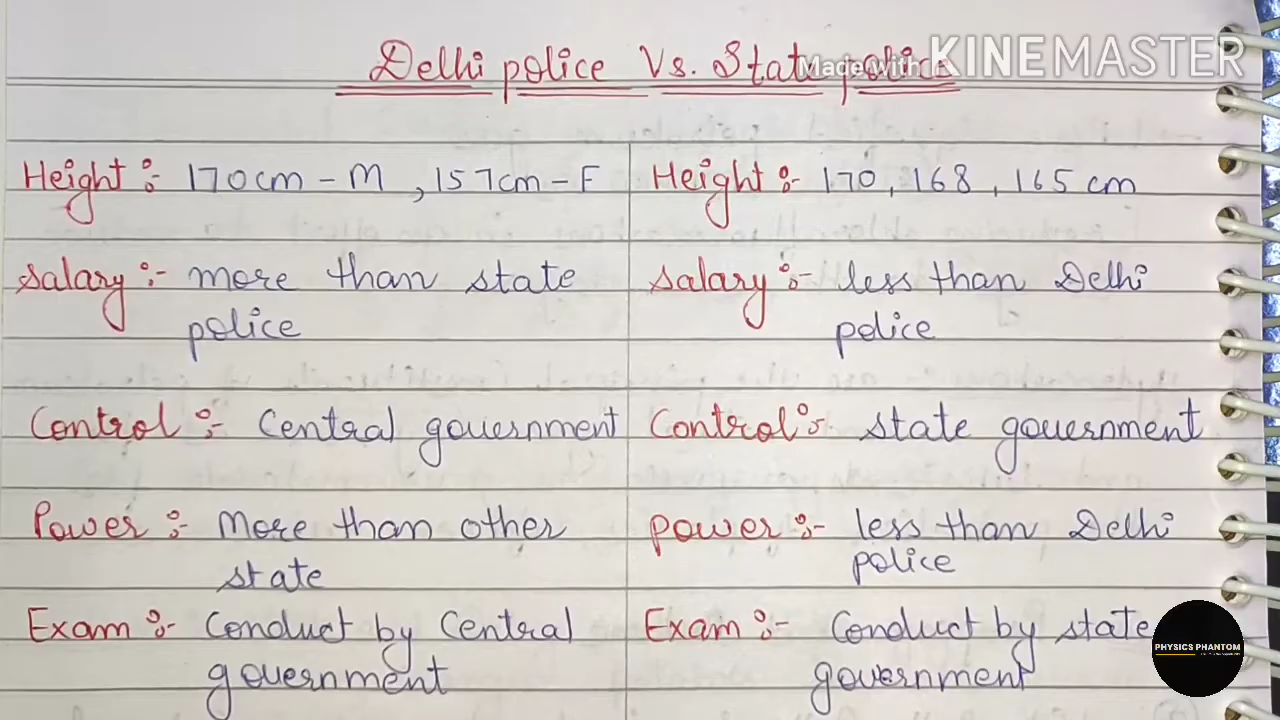 Delhi police Vs. State police
Made with KINEMASTER
Height :- 170cm - M , 157cm - F
Salary :- more than state
police
Control :- Central government
Power :- More than other
state
Exam :- Conduct by Central
government
Height :- 170, 168, 165 cm
Salary :- less than Delhi
police
Control :- state government
Power :- less than Delhi
police
Exam :- Conduct by state
government
PHYSICS PHANTOM